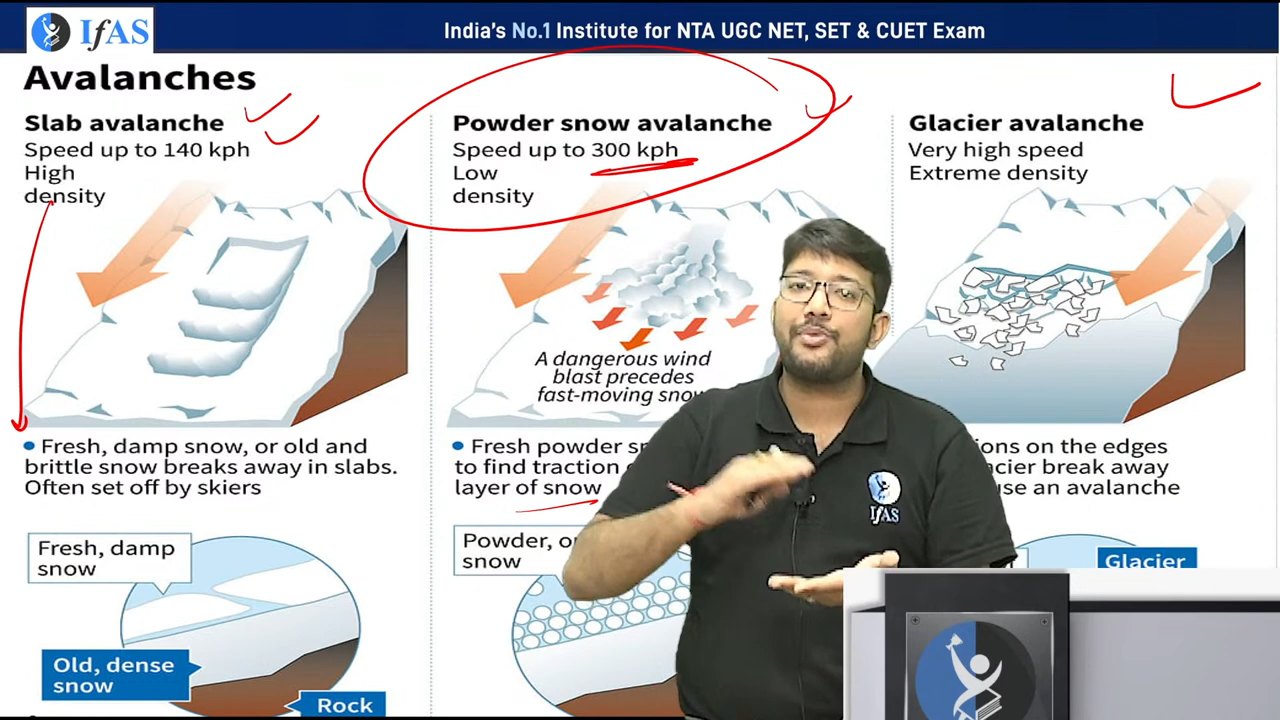 IfAS
India's No.1 Institute for NTA UGC NET, SET & CUET Exam
Avalanches
Slab avalanche
Speed up to 140 kph
High
density
Fresh, damp snow, or old and
brittle snow breaks away in slabs.
Often set off by skiers
Fresh, damp
snow
Old, dense
snow
Rock
Powder snow avalanche
Speed up to 300 kph
Low
density
A dangerous wind
blast precedes
fast-moving
Fresh powder
to find traction
layer of snow
Powder,
snow
Glacier avalanche
Very high speed
Extreme density
on the edges
break away
an avalanche
Glacier
IfAS